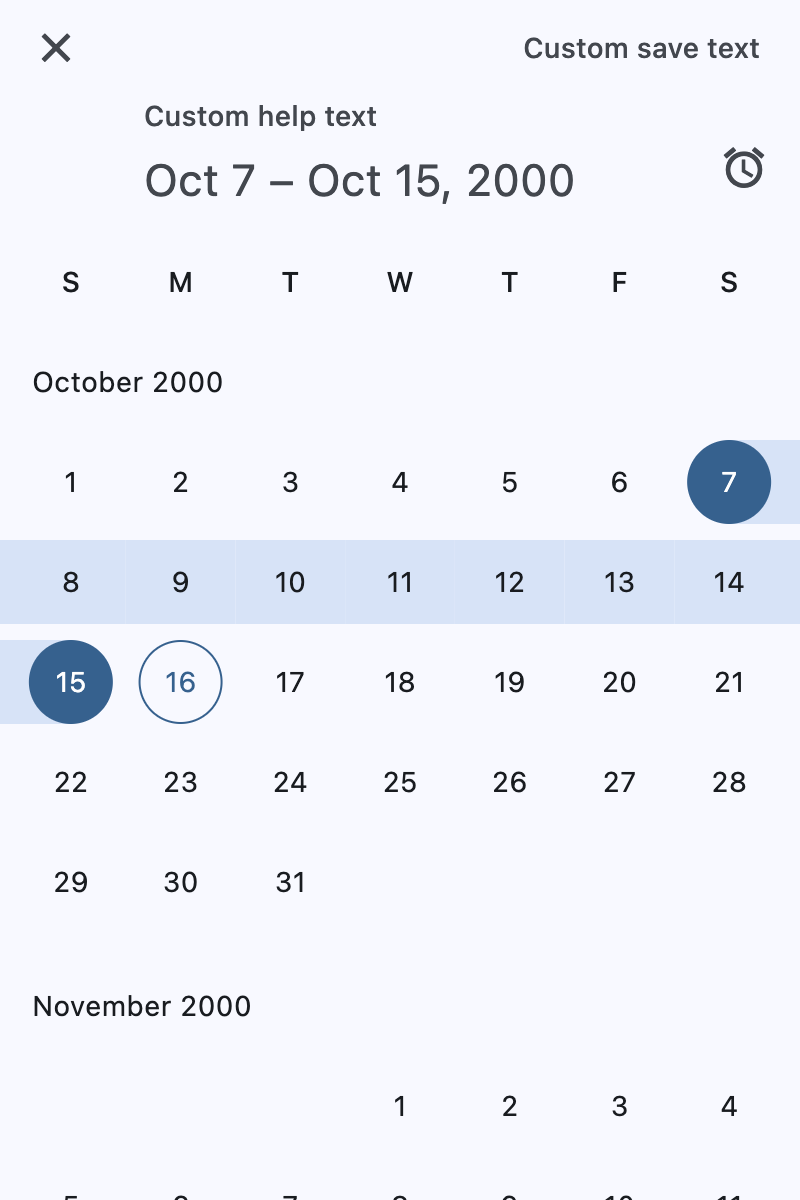 Custom save text
Custom help text
Oct 7 – Oct 15, 2000
S M T W T F S
October 2000
1 2 3 4 5 6 7
8 9 10 11 12 13 14
15 16 17 18 19 20 21
22 23 24 25 26 27 28
29 30 31
November 2000
1 2 3 4